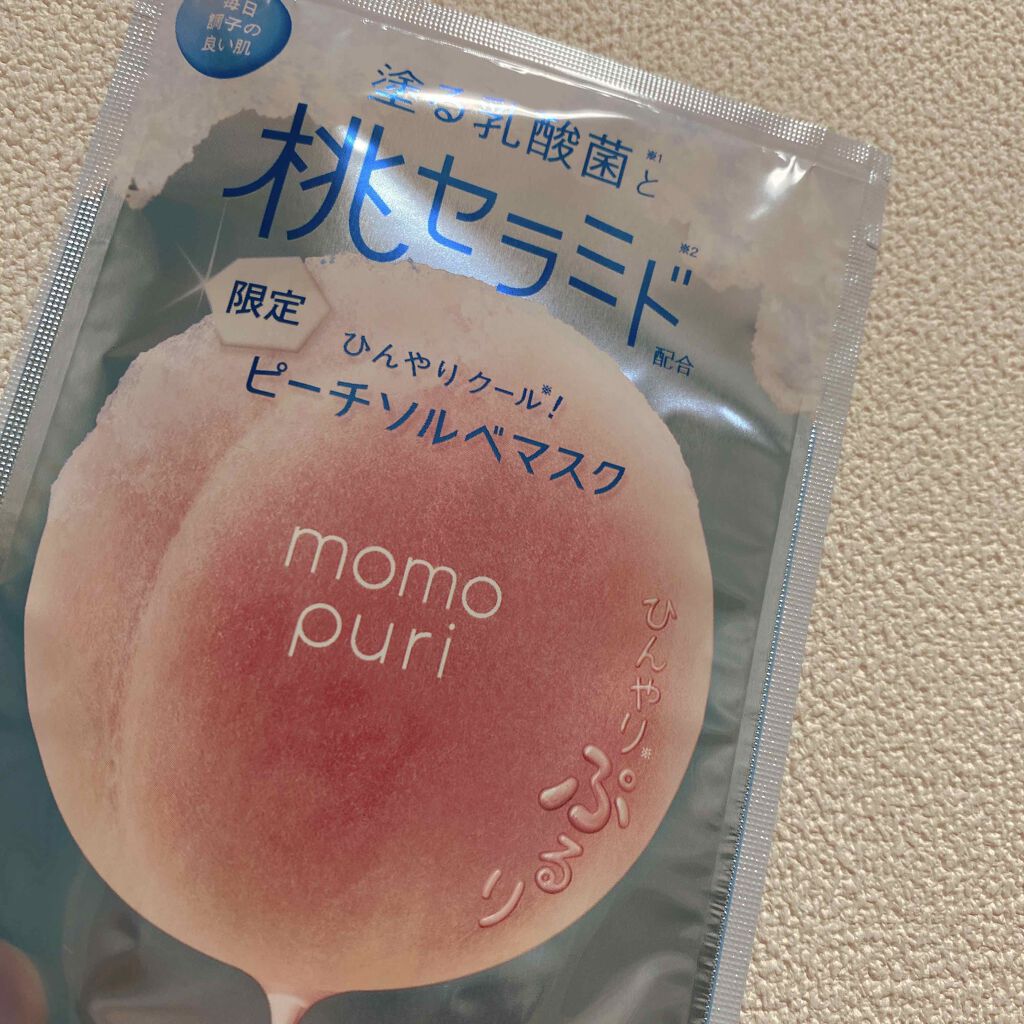 毎日
調子の
良い肌
塗る乳酸菌※1と
桃セラミド※2
配合
限定
ひんやりクール※!
ピーチソルベマスク
momo
puri
ひんやり※
ぷるり